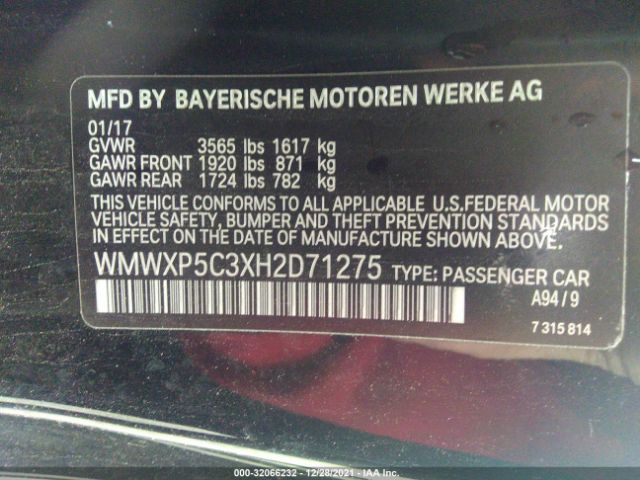 MFD BY BAYERISCHE MOTOREN WERKE AG
01/17
GVWR 3565 lbs 1617 kg
GAWR FRONT 1920 lbs 871 kg
GAWR REAR 1724 lbs 782 kg
THIS VEHICLE CONFORMS TO ALL APPLICABLE U.S.FEDERAL MOTOR
VEHICLE SAFETY, BUMPER AND THEFT PREVENTION STANDARDS
IN EFFECT ON THE DATE OF MANUFACTURE SHOWN ABOVE.
WMWXP5C3XH2D71275 TYPE: PASSENGER CAR
A94 / 9
7 315 814
000-32066232 - 12/28/2021 - IAA Inc.